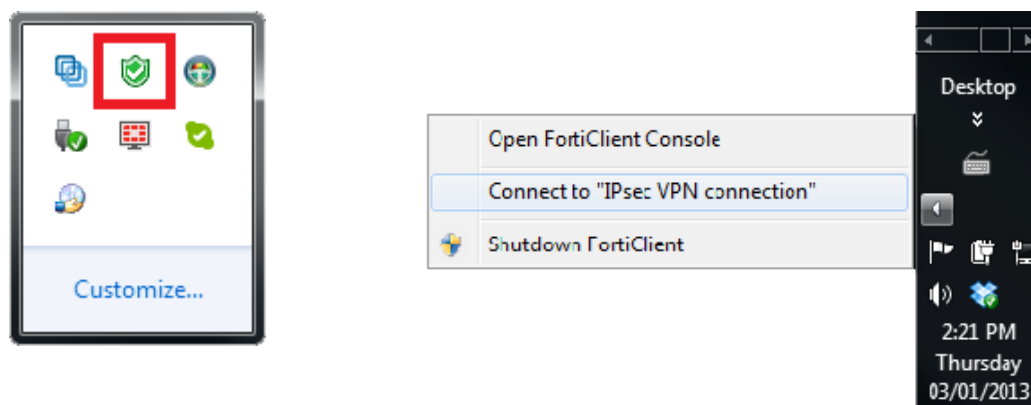 Customize...
Open FortiClient Console
Connect to "IPsec VPN connection"
Shutdown FortiClient
Desktop
2:21 PM
Thursday
03/01/2013